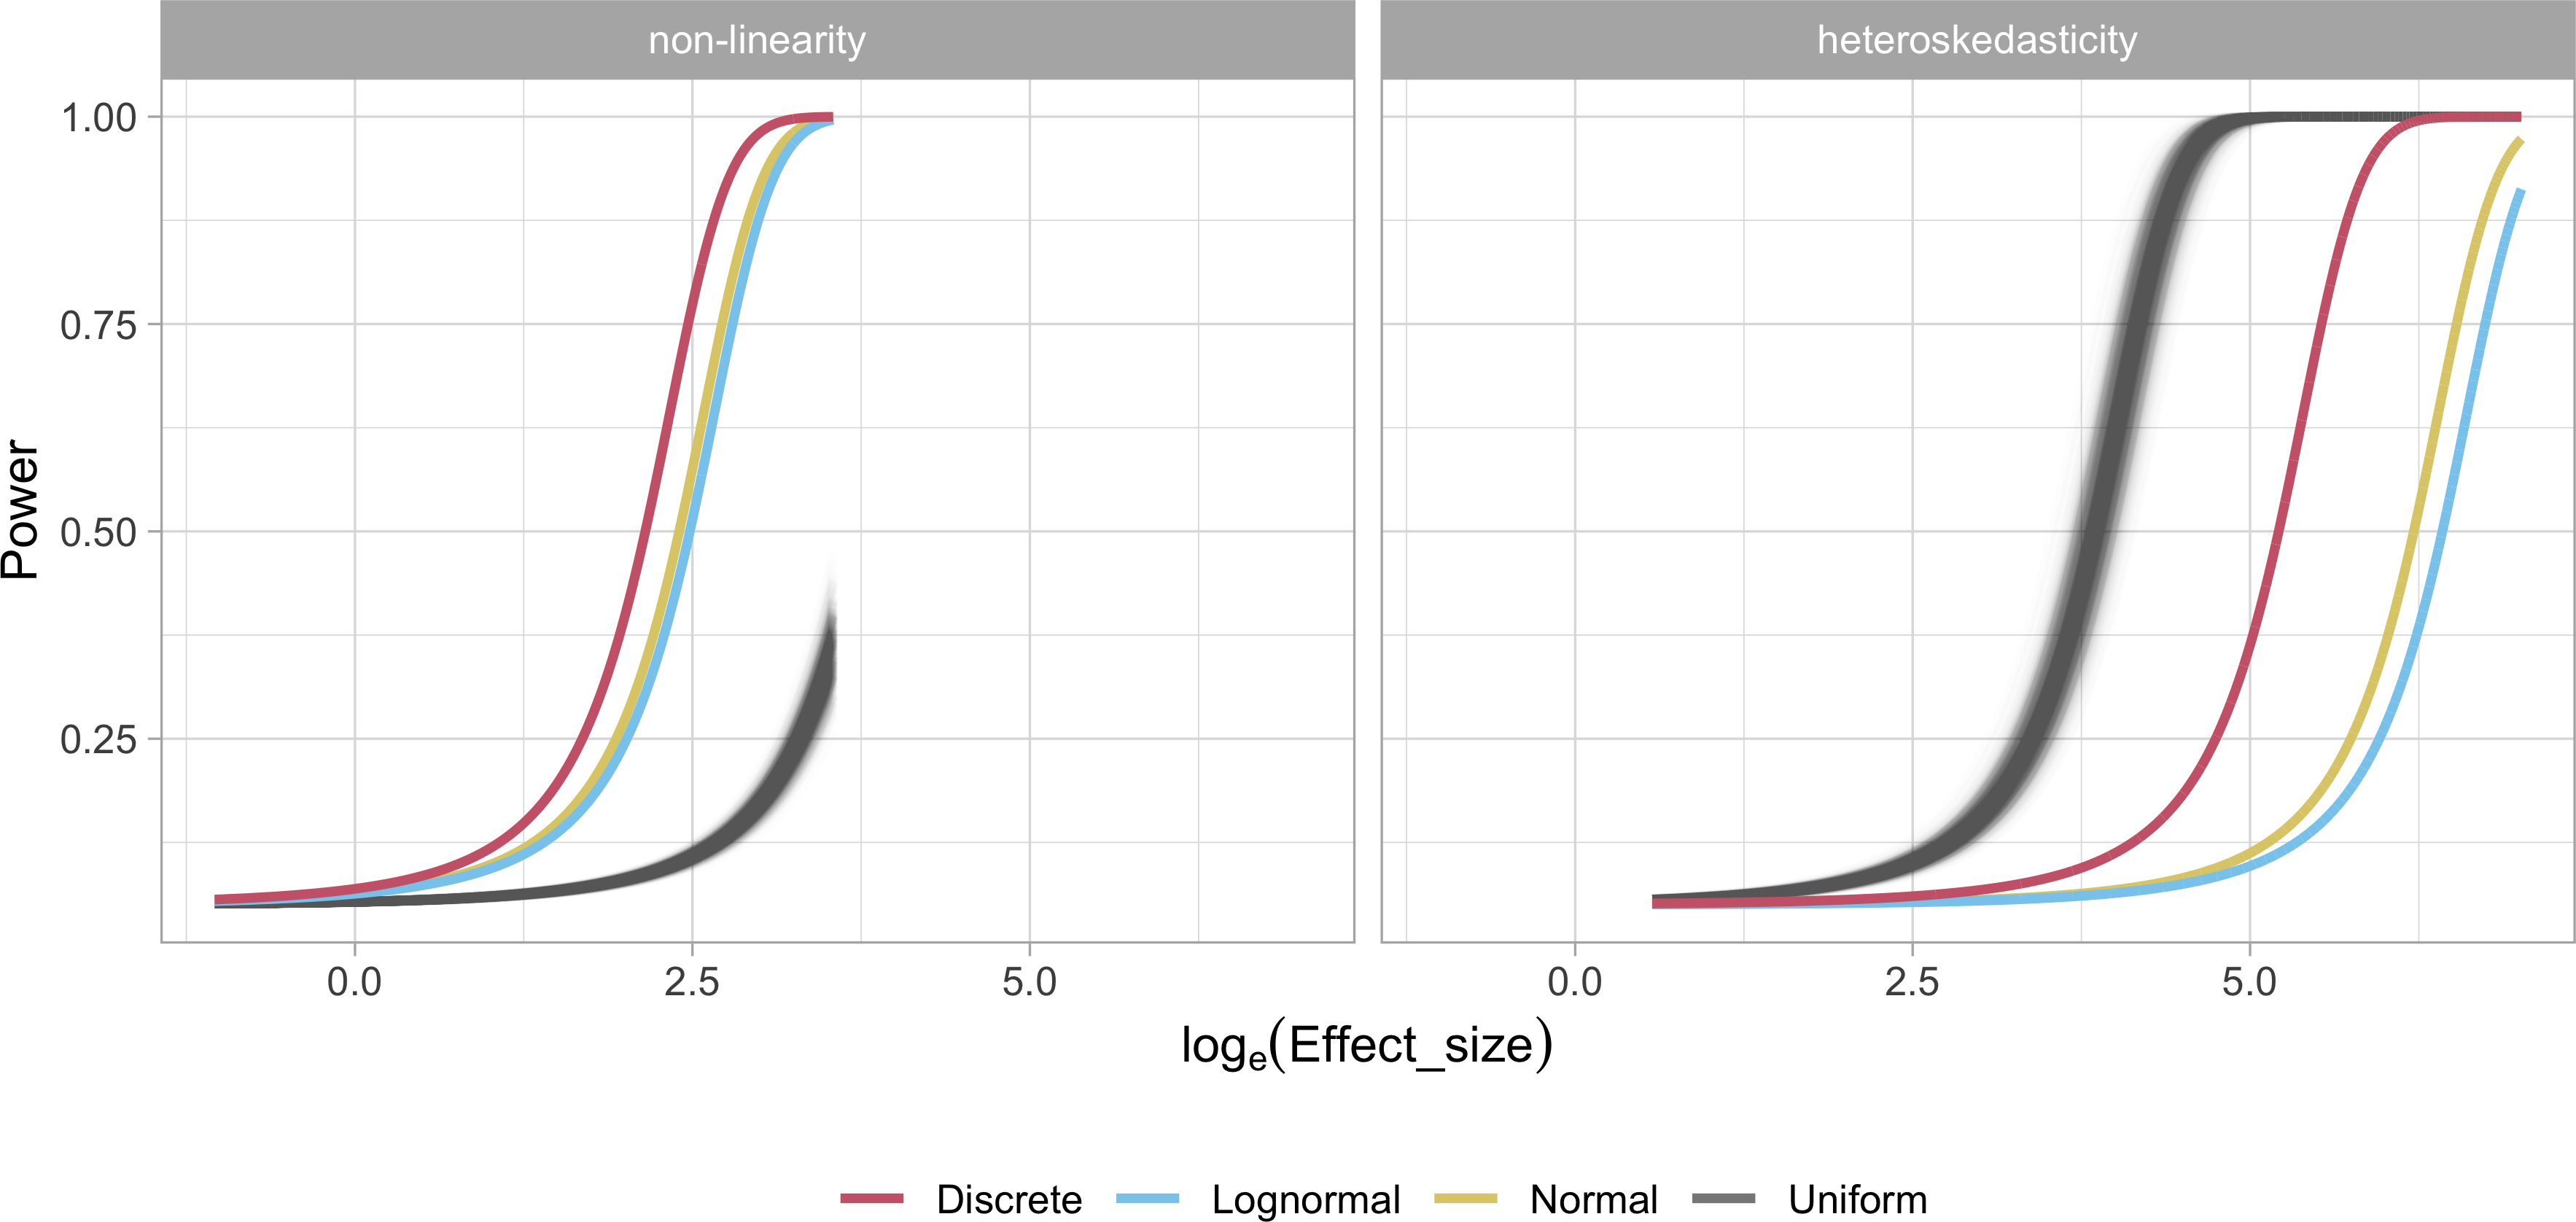 non-linearity heteroskedasticity
1.00
0.75
0.50
0.25
Power
0.0 2.5 5.0 0.0 2.5 5.0
loge(Effect_size)
Discrete Lognormal Normal Uniform